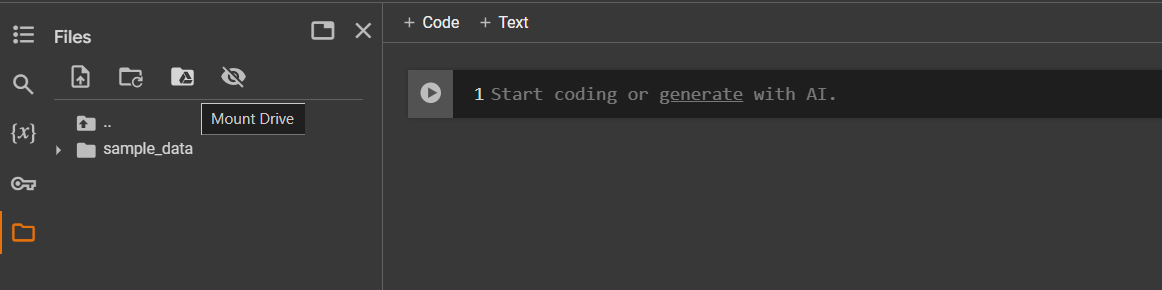 Files
+ Code + Text
{x}
Mount Drive
..
sample_data
1 Start coding or generate with AI.